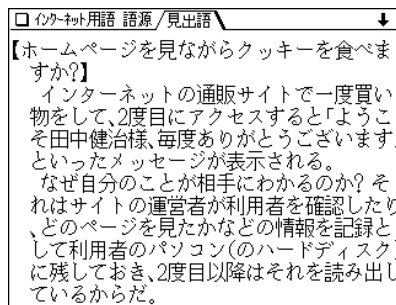 インターネット用語 語源／見出語
【ホームページを見ながらクッキーを食べま
すか?】
インターネットの通販サイトで一度買い
物をして、2度目にアクセスすると「ようこ
そ田中健治様、毎度ありがとうございます」
といったメッセージが表示される。
なぜ自分のことが相手にわかるのか? そ
れはサイトの運営者が利用者を確認したり
、どのページを見たかなどの情報を記録と
して利用者のパソコン(のハードディスク)
に残しておき、2度目以降はそれを読み出し
ているからだ。